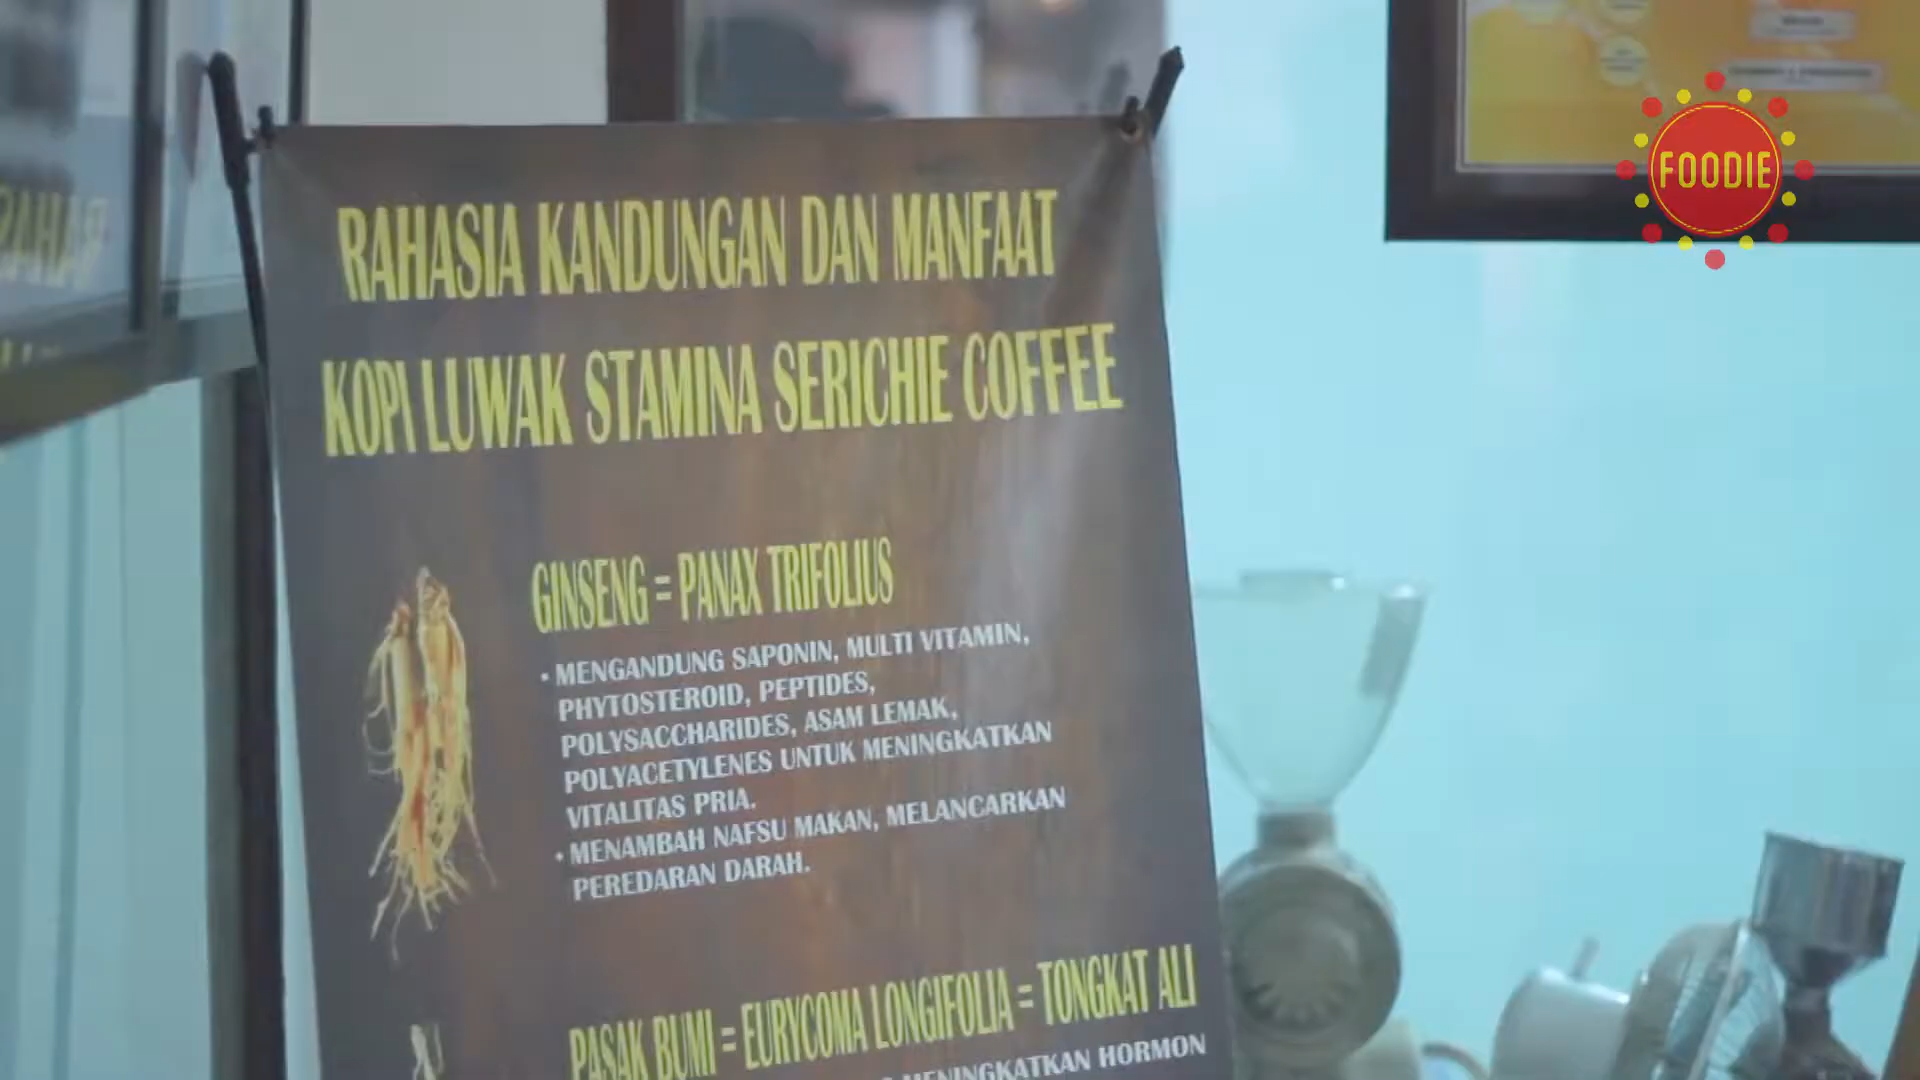 FOODIE
RAHASIA KANDUNGAN DAN MANFAAT
KOPI LUWAK STAMINA SERICHIE COFFEE
GINSENG = PANAX TRIFOLIUS
• MENGANDUNG SAPONIN, MULTI VITAMIN,
PHYTOSTEROID, PEPTIDES,
POLYSACCHARIDES, ASAM LEMAK,
POLYACETYLENES UNTUK MENINGKATKAN
VITALITAS PRIA.
• MENAMBAH NAFSU MAKAN, MELANCARKAN
PEREDARAN DARAH.
PASAK BUMI = EURYCOMA LONGIFOLIA = TONGKAT ALI
MENINGKATKAN HORMON